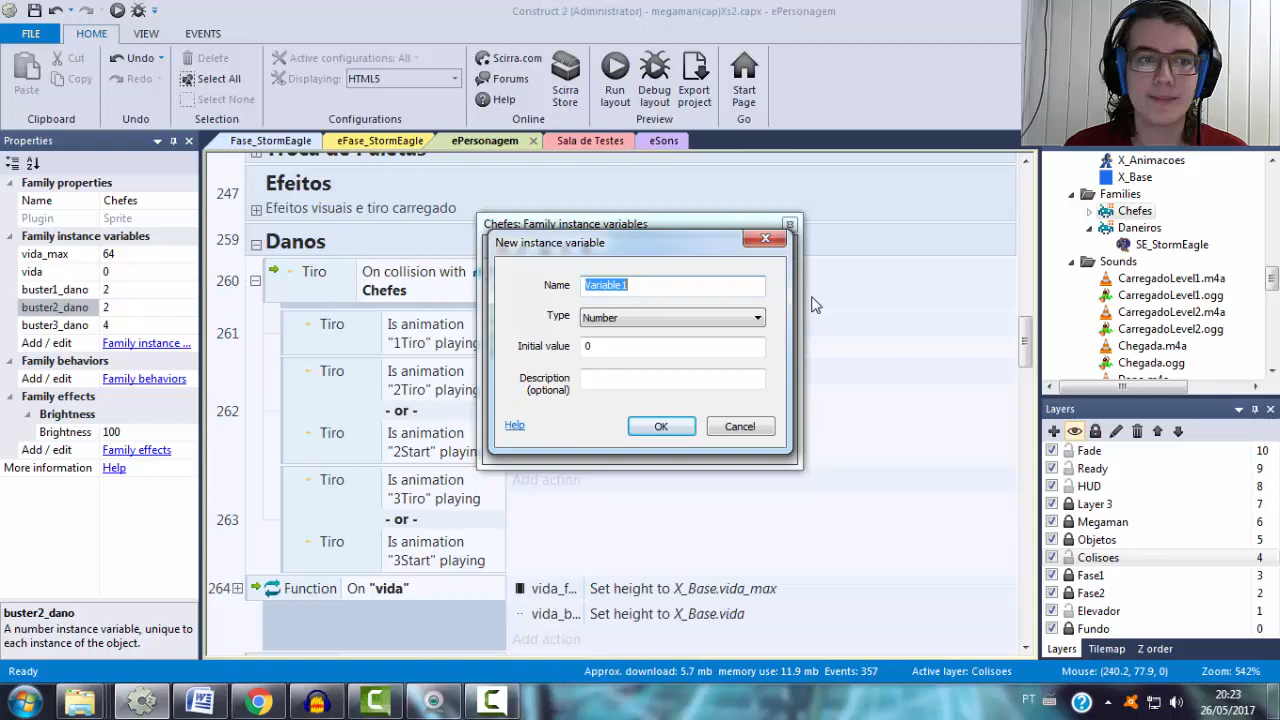 Construct 2 (Administrator) - megaman(cap)Xs2.capx - ePersonagem
FILE HOME VIEW EVENTS
Paste Cut Copy
Clipboard
Undo
Redo
Undo
Delete
Select All
Select None
Selection
Active configurations: All
Displaying: HTML5
Configurations
Scirra.com
Forums
Help
Scirra Store
Online
Run layout
Debug layout
Export project
Preview
Start Page
Go
Properties
Fase_StormEagle eFase_StormEagle ePersonagem Sala de Testes eSons
Family properties
Name Chefes
Plugin Sprite
Family instance variables
vida_max 64
vida 0
buster1_dano 2
buster2_dano 2
buster3_dano 4
Add / edit Family instance ...
Family behaviors
Add / edit Family behaviors
Family effects
Brightness
Brightness 100
Add / edit Family effects
More information Help
buster2_dano
A number instance variable, unique to each instance of the object.
Troca de Paletas
247 Efeitos
Efeitos visuais e tiro carregado
259 Danos
260 Tiro On collision with
Chefes
261 Tiro Is animation
"1Tiro" playing
262 Tiro Is animation
"2Tiro" playing
- or -
Tiro Is animation
"2Start" playing
263 Tiro Is animation
"3Tiro" playing
- or -
Tiro Is animation
"3Start" playing
Add action
264 Function On "vida"
vida_f... Set height to X_Base.vida_max
vida_b... Set height to X_Base.vida
Add action
Chefes: Family instance variables
New instance variable
Name Variable1
Type Number
Initial value 0
Description (optional)
Help OK Cancel
X_Animacoes
X_Base
Families
Chefes
Daneiros
SE_StormEagle
Sounds
CarregadoLevel1.m4a
CarregadoLevel1.ogg
CarregadoLevel2.m4a
CarregadoLevel2.ogg
Chegada.m4a
Chegada.ogg
Dano.m4a
Layers
Fade 10
Ready 9
HUD 8
Layer 3 7
Megaman 6
Objetos 5
Colisoes 4
Fase1 3
Fase2 2
Elevador 1
Fundo 0
Layers Tilemap Z order
Ready Approx. download: 5.7 mb memory use: 11.9 mb Events: 357 Active layer: Colisoes Mouse: (240.2, 77.9, 0) Zoom: 542%
PT
20:23
26/05/2017